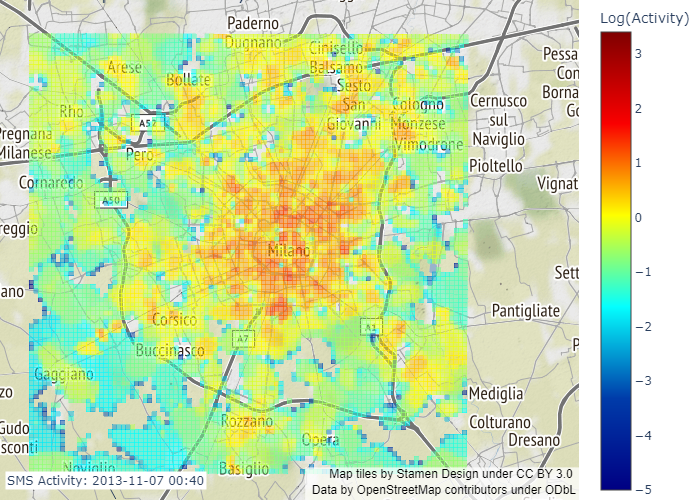 Log(Activity)
Paderno
Dugnano
Cinisello
Balsamo
Arese
Bollate
Sesto
San
Giovanni
Rho
Cologno
Monzese
Vimodrone
Cernusco
sul
Naviglio
Pessa
Con
Borna
Go
A52
Pregnana
Milanese
Pero
Pioltello
Cornaredo
A50
Vignat
reggio
Milano
Sett
ano
Corsico
A7
A1
Pantigliate
P
Buccinasco
Gaggiano
zo
Mediglia
Rozzano
Colturano
Opera
Dresano
Gudo
sconti
Noviglio
Basiglio
3
2
1
0
−1
−2
−3
−4
−5
SMS Activity: 2013-11-07 00:40
Map tiles by Stamen Design under CC BY 3.0
Data by OpenStreetMap contributors under ODbL